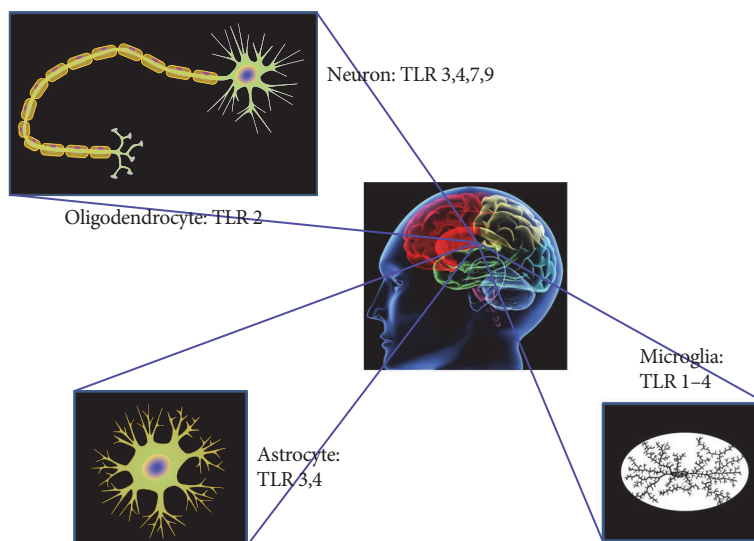 Neuron: TLR 3,4,7,9
Oligodendrocyte: TLR 2
Microglia:
TLR 1–4
Astrocyte:
TLR 3,4